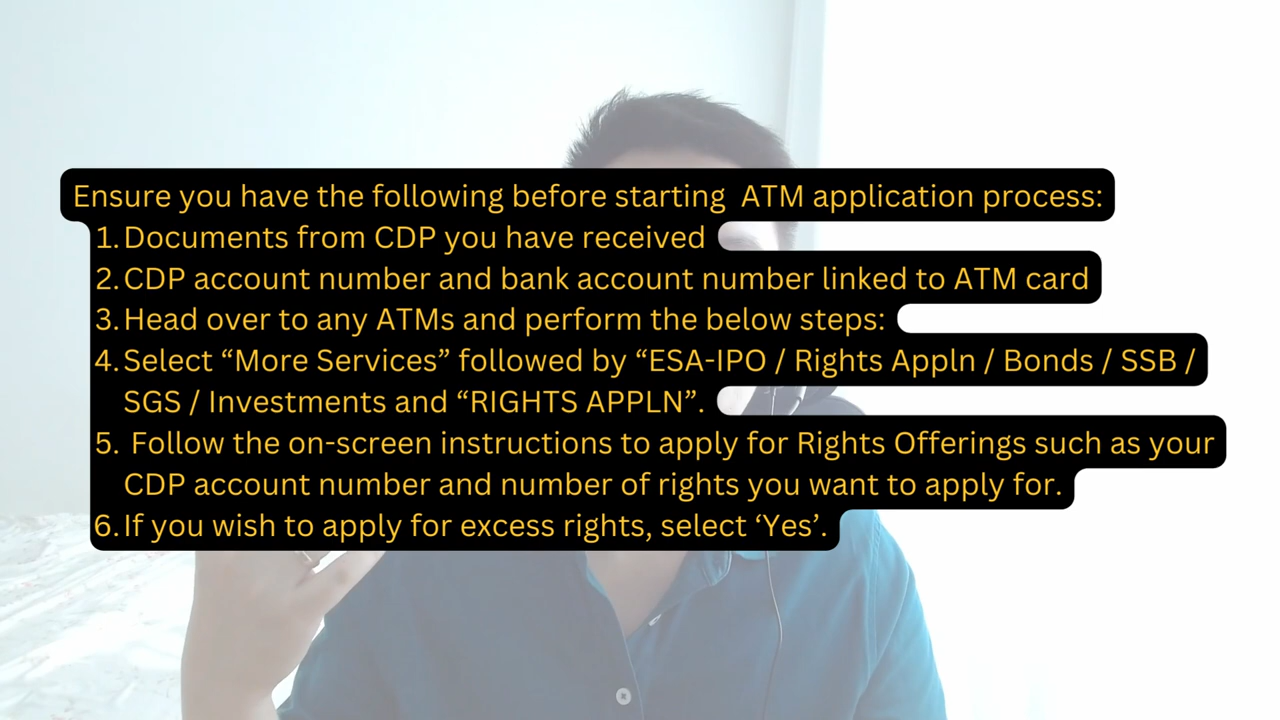 Ensure you have the following before starting  ATM application process:
1. Documents from CDP you have received
2. CDP account number and bank account number linked to ATM card
3. Head over to any ATMs and perform the below steps:
4. Select “More Services” followed by “ESA-IPO / Rights Appln / Bonds / SSB /
SGS / Investments and “RIGHTS APPLN”.
5.  Follow the on-screen instructions to apply for Rights Offerings such as your
CDP account number and number of rights you want to apply for.
6. If you wish to apply for excess rights, select ‘Yes’.